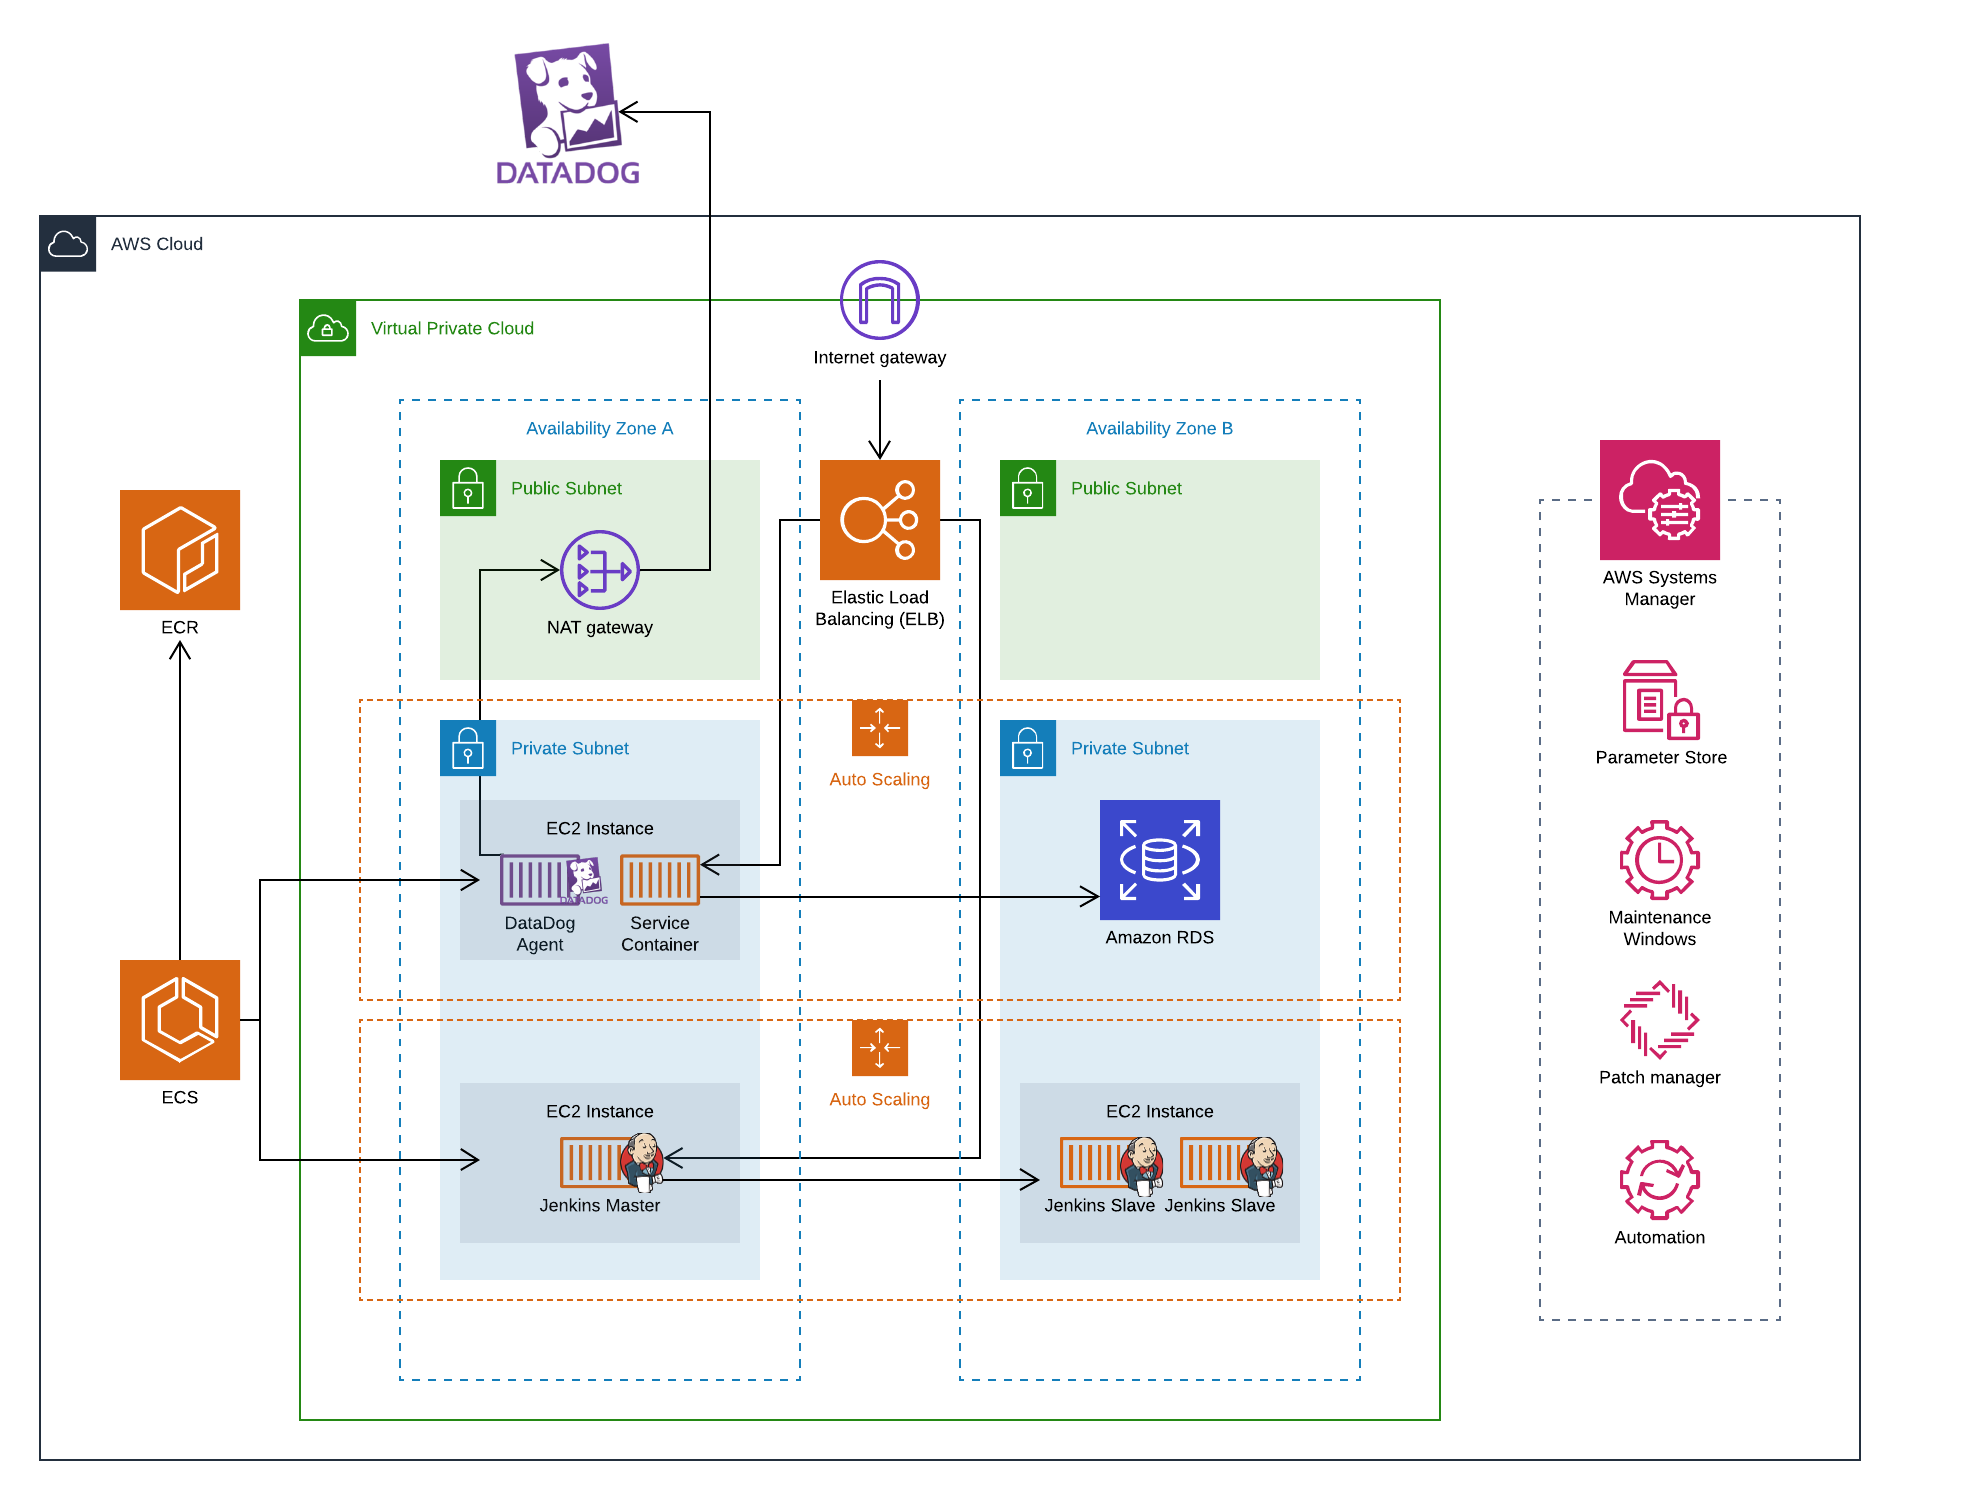 DATADOG
AWS Cloud
Virtual Private Cloud
Internet gateway
Availability Zone A
Availability Zone B
Public Subnet
Public Subnet
NAT gateway
Elastic Load
Balancing (ELB)
ECR
AWS Systems
Manager
Private Subnet
Auto Scaling
Private Subnet
Parameter Store
EC2 Instance
DATADOG
DataDog
Agent
Service
Container
Amazon RDS
Maintenance
Windows
ECS
Auto Scaling
Patch manager
EC2 Instance
Jenkins Master
EC2 Instance
Jenkins Slave
Jenkins Slave
Automation